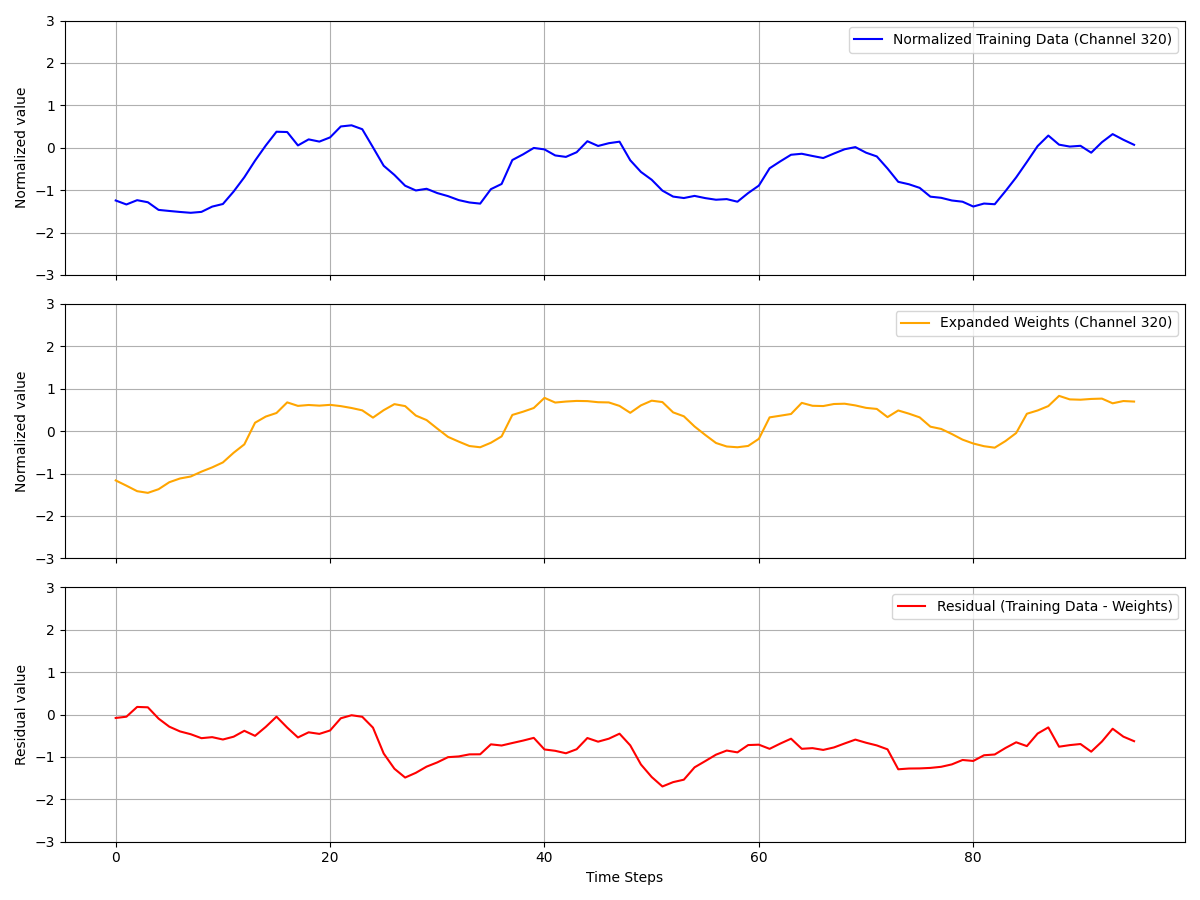 3
2
1
0
−1
−2
−3
Normalized value
Normalized Training Data (Channel 320)
3
2
1
0
−1
−2
−3
Normalized value
Expanded Weights (Channel 320)
3
2
1
0
−1
−2
−3
Residual value
Residual (Training Data - Weights)
0 20 40 60 80
Time Steps